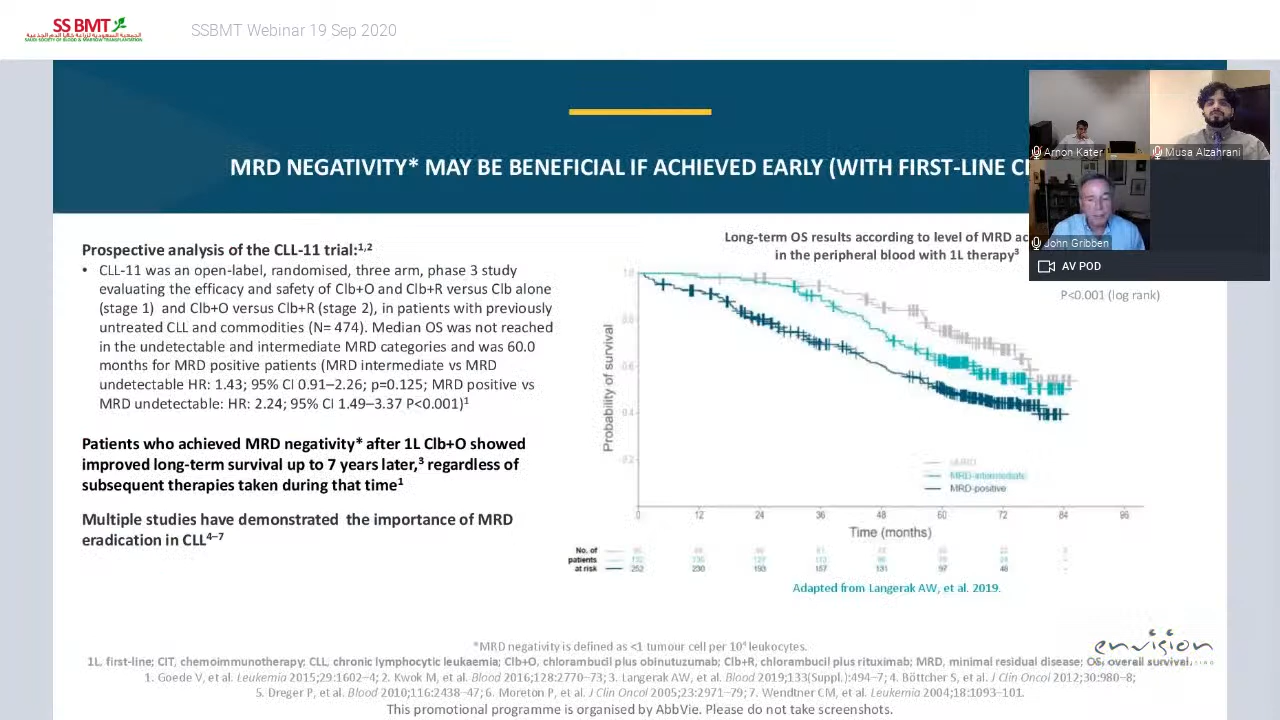 SS BMT
الجمعية السعودية لزراعة خلايا الدم الجذعية
SAUDI SOCIETY OF BLOOD & MARROW TRANSPLANTATION
SSBMT Webinar 19 Sep 2020
MRD NEGATIVITY* MAY BE BENEFICIAL IF ACHIEVED EARLY (WITH FIRST-LINE
Arnon Kater
Musa Alzahrani
John Gribben
AV POD
Prospective analysis of the CLL-11 trial:1,2
• CLL-11 was an open-label, randomised, three arm, phase 3 study
evaluating the efficacy and safety of Clb+O and Clb+R versus Clb alone
(stage 1) and Clb+O versus Clb+R (stage 2), in patients with previously
untreated CLL and commodities (N= 474). Median OS was not reached
in the undetectable and intermediate MRD categories and was 60.0
months for MRD positive patients (MRD intermediate vs MRD
undetectable HR: 1.43; 95% CI 0.91–2.26; p=0.125; MRD positive vs
MRD undetectable: HR: 2.24; 95% CI 1.49–3.37 P<0.001)1
Patients who achieved MRD negativity* after 1L Clb+O showed
improved long-term survival up to 7 years later,3 regardless of
subsequent therapies taken during that time1
Multiple studies have demonstrated the importance of MRD
eradication in CLL4–7
Long-term OS results according to level of MRD
in the peripheral blood with 1L therapy3
P<0.001 (log rank)
Probability of survival
1.0
0.8
0.6
0.4
0.2
uMRD
MRD-intermediate
MRD-positive
0 12 24 36 48 60 72 84 96
Time (months)
No. of
patients
at risk
252 230 193 157 131 97 48
Adapted from Langerak AW, et al. 2019.
envision
*MRD negativity is defined as <1 tumour cell per 10⁴ leukocytes.
1L, first-line; CIT, chemoimmunotherapy; CLL, chronic lymphocytic leukaemia; Clb+O, chlorambucil plus obinutuzumab; Clb+R, chlorambucil plus rituximab; MRD, minimal residual disease; OS, overall survival.
1. Goede V, et al. Leukemia 2015;29:1602–4; 2. Kwok M, et al. Blood 2016;128:2770–73; 3. Langerak AW, et al. Blood 2019;133(Suppl.):494–7; 4. Böttcher S, et al. J Clin Oncol 2012;30:980–8;
5. Dreger P, et al. Blood 2010;116:2438–47; 6. Moreton P, et al. J Clin Oncol 2005;23:2971–79; 7. Wendtner CM, et al. Leukemia 2004;18:1093–101.
This promotional programme is organised by AbbVie. Please do not take screenshots.